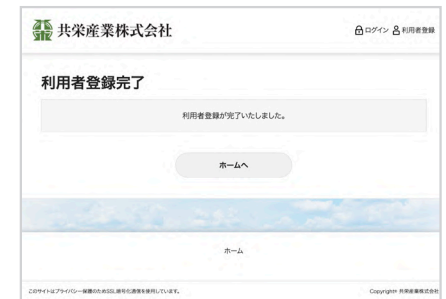 共栄産業株式会社
ログイン 利用者登録
利用者登録完了
利用者登録が完了いたしました。
ホームへ
ホーム
このサイトはプライバシー保護のためSSL暗号化通信を使用しています。
Copyright© 共栄産業株式会社